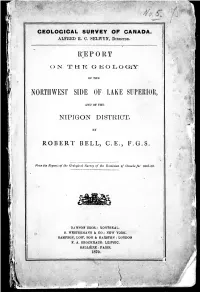 No. 5.
GEOLOGICAL SURVEY OF CANADA.
ALFRED R. C. SELWYN, DIRECTOR.
REPORT
ON THE GEOLOGY
OF THE
NORTHWEST SIDE OF LAKE SUPERIOR,
AND OF THE
NIPIGON DISTRICT.
BY
ROBERT BELL, C.E., F.G.S.
From the Report of the Geological Survey of the Dominion of Canada for
DAWSON BROS.: MONTREAL.
B. WESTERMANN & CO.: NEW YORK.
SAMPSON, LOW, SON & MARSTON: LONDON
F. A. BROCKHAUS: LEIPSIC.
BAILLIÈRE: PARIS.
1870.